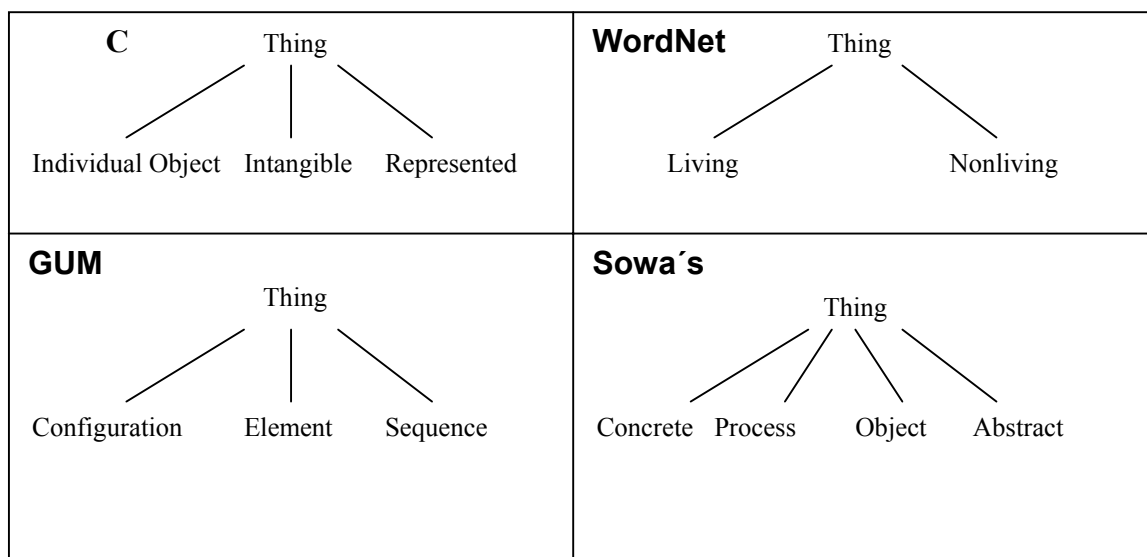 C
Thing
Individual Object Intangible Represented
WordNet
Thing
Living Nonliving
GUM
Thing
Configuration Element Sequence
Sowa´s
Thing
Concrete Process Object Abstract